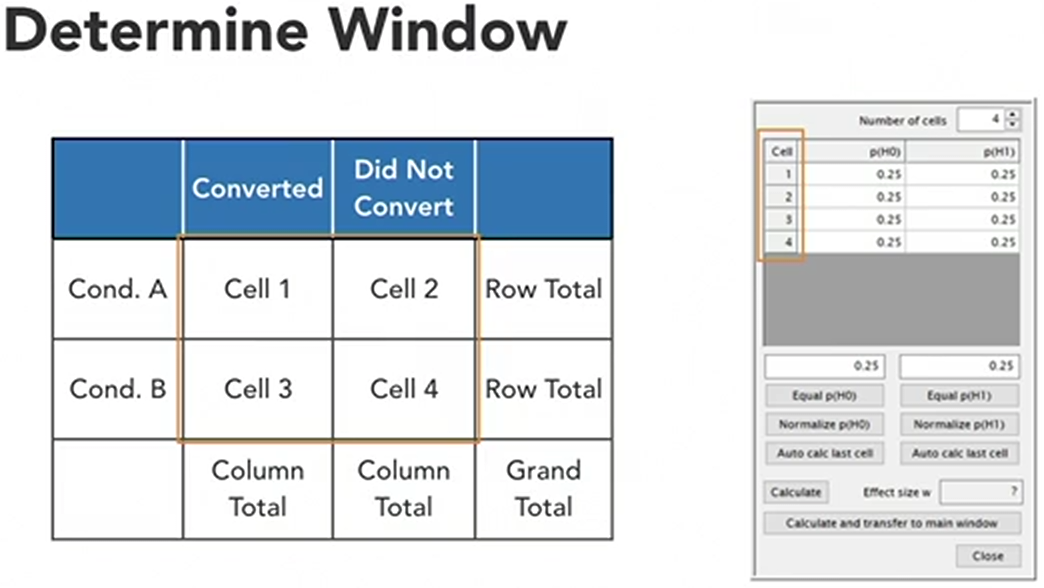 Determine Window
Converted
Did Not
Convert
Cond. A
Cell 1
Cell 2
Row Total
Cond. B
Cell 3
Cell 4
Row Total
Column
Total
Column
Total
Grand
Total
Number of cells 4
Cell p(H0) p(H1)
1 0.25 0.25
2 0.25 0.25
3 0.25 0.25
4 0.25 0.25
0.25 0.25
Equal p(H0) Equal p(H1)
Normalize p(H0) Normalize p(H1)
Auto calc last cell Auto calc last cell
Calculate Effect size w ?
Calculate and transfer to main window
Close